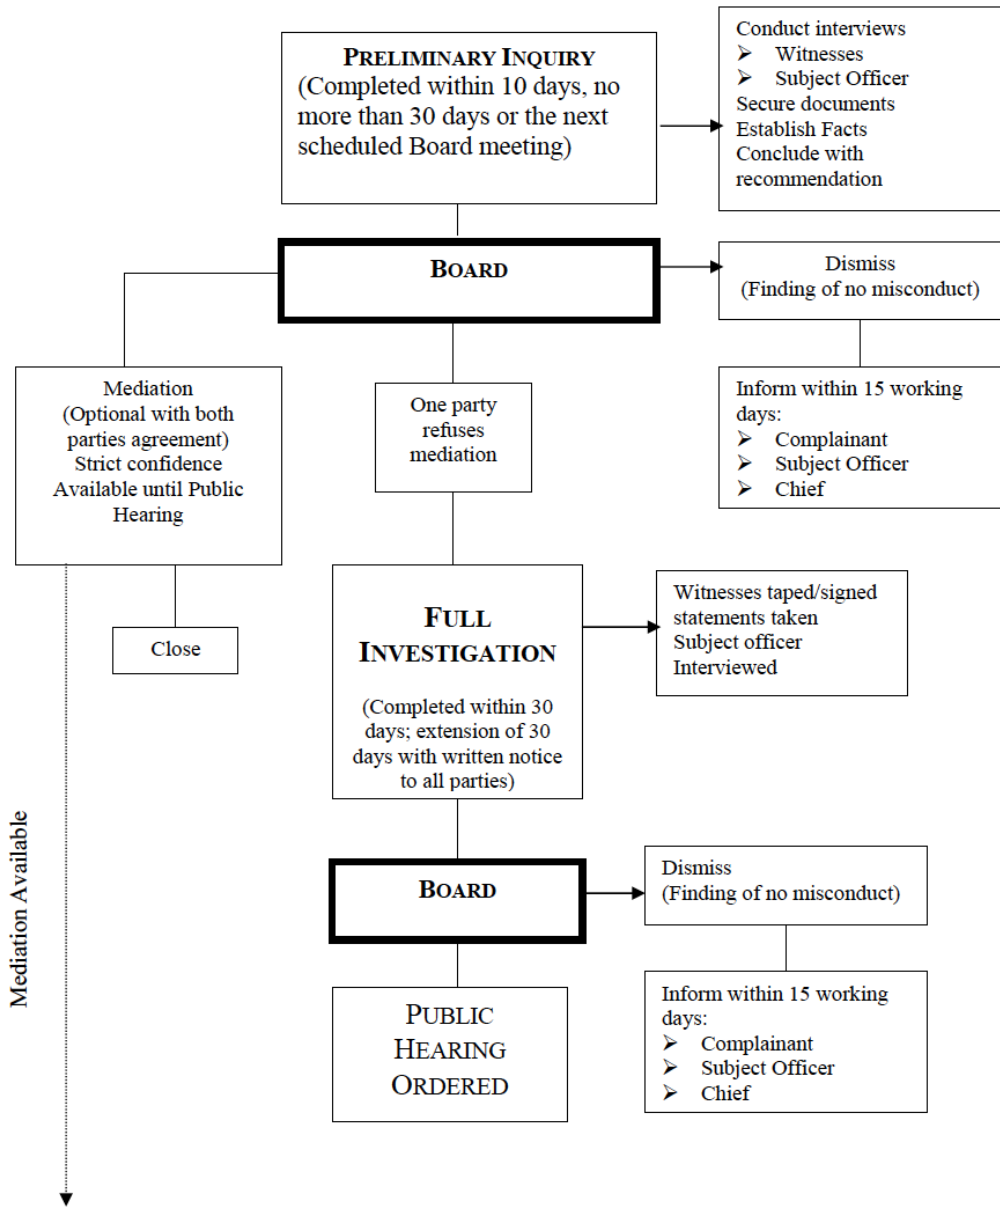 PRELIMINARY INQUIRY
(Completed within 10 days, no
more than 30 days or the next
scheduled Board meeting)
Conduct interviews
➢ Witnesses
➢ Subject Officer
Secure documents
Establish Facts
Conclude with
recommendation
BOARD
Dismiss
(Finding of no misconduct)
Mediation
(Optional with both
parties agreement)
Strict confidence
Available until Public
Hearing
One party
refuses
mediation
Inform within 15 working
days:
➢ Complainant
➢ Subject Officer
➢ Chief
Close
FULL
INVESTIGATION
(Completed within 30
days; extension of 30
days with written notice
to all parties)
Witnesses taped/signed
statements taken
Subject officer
Interviewed
Mediation Available
BOARD
Dismiss
(Finding of no misconduct)
PUBLIC
HEARING
ORDERED
Inform within 15 working
days:
➢ Complainant
➢ Subject Officer
➢ Chief